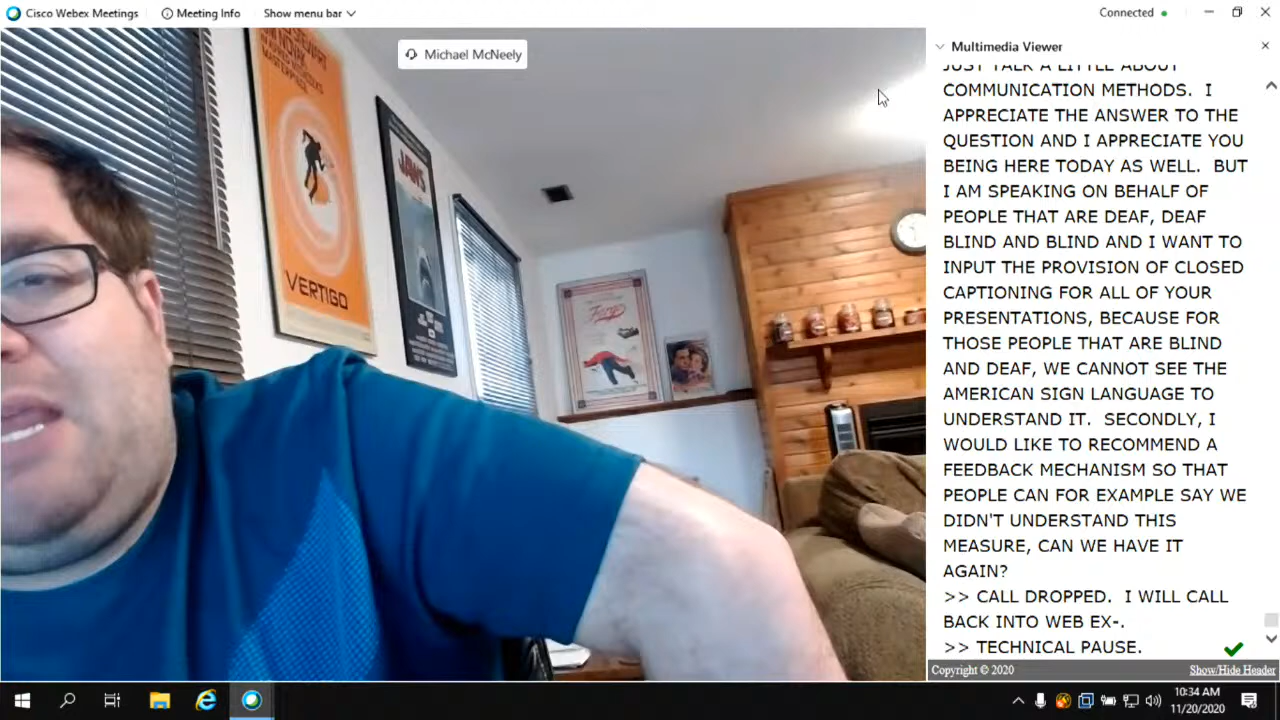 Cisco Webex Meetings
Meeting Info
Show menu bar
Connected
Michael McNeely
VERTIGO
JAWS
Fargo
Multimedia Viewer
JUST TALK A LITTLE ABOUT
COMMUNICATION METHODS. I
APPRECIATE THE ANSWER TO THE
QUESTION AND I APPRECIATE YOU
BEING HERE TODAY AS WELL. BUT
I AM SPEAKING ON BEHALF OF
PEOPLE THAT ARE DEAF, DEAF
BLIND AND BLIND AND I WANT TO
INPUT THE PROVISION OF CLOSED
CAPTIONING FOR ALL OF YOUR
PRESENTATIONS, BECAUSE FOR
THOSE PEOPLE THAT ARE BLIND
AND DEAF, WE CANNOT SEE THE
AMERICAN SIGN LANGUAGE TO
UNDERSTAND IT. SECONDLY, I
WOULD LIKE TO RECOMMEND A
FEEDBACK MECHANISM SO THAT
PEOPLE CAN FOR EXAMPLE SAY WE
DIDN'T UNDERSTAND THIS
MEASURE, CAN WE HAVE IT
AGAIN?
>> CALL DROPPED. I WILL CALL
BACK INTO WEB EX-.
>> TECHNICAL PAUSE.
Copyright © 2020
Show/Hide Header
10:34 AM
11/20/2020